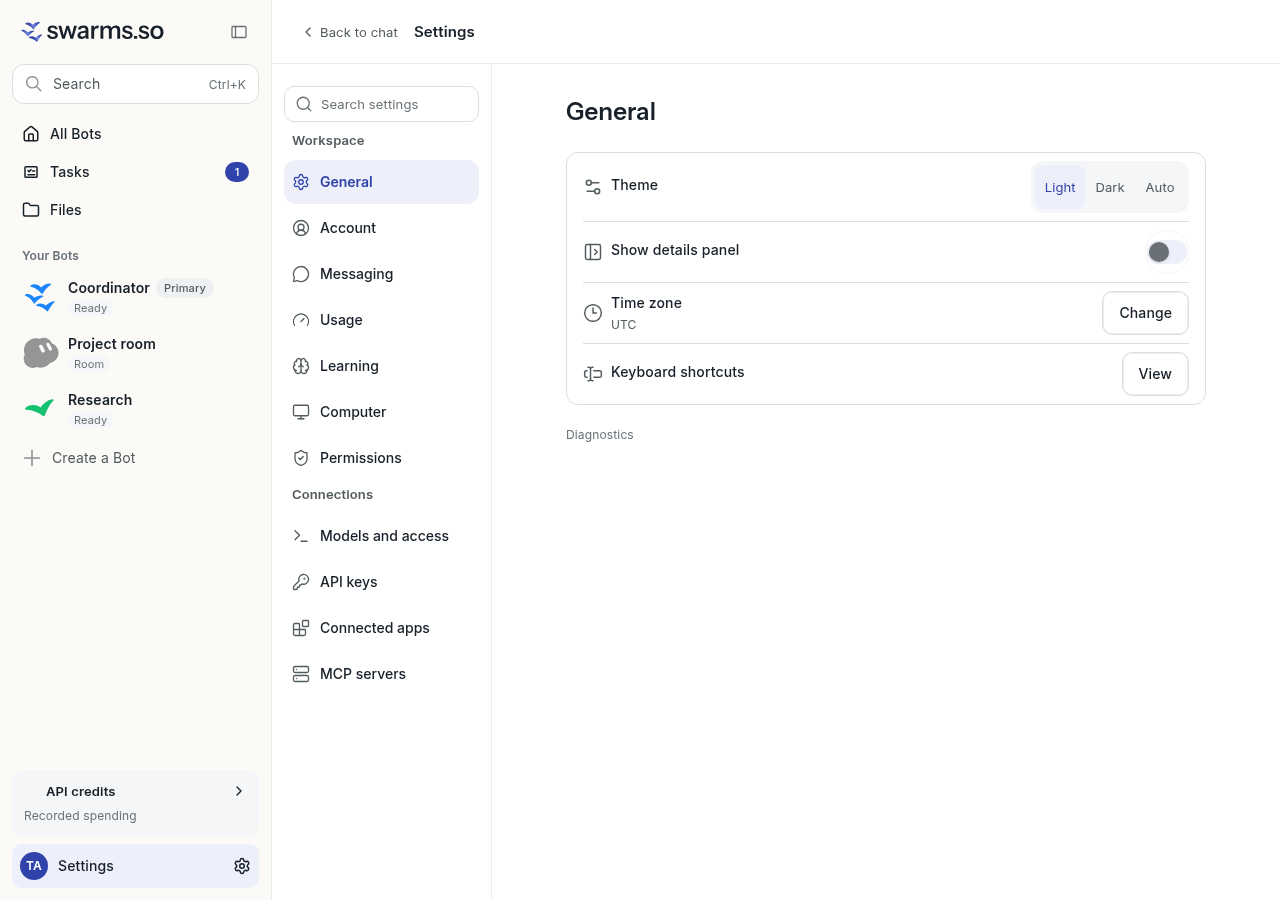 swarms.so
Search Ctrl+K
All Bots
Tasks 1
Files
Your Bots
Coordinator Primary
Ready
Project room
Room
Research
Ready
Create a Bot
API credits
Recorded spending
TA Settings
Back to chat Settings
Search settings
Workspace
General
Account
Messaging
Usage
Learning
Computer
Permissions
Connections
Models and access
API keys
Connected apps
MCP servers
General
Theme Light Dark Auto
Show details panel
Time zone
UTC
Change
Keyboard shortcuts View
Diagnostics